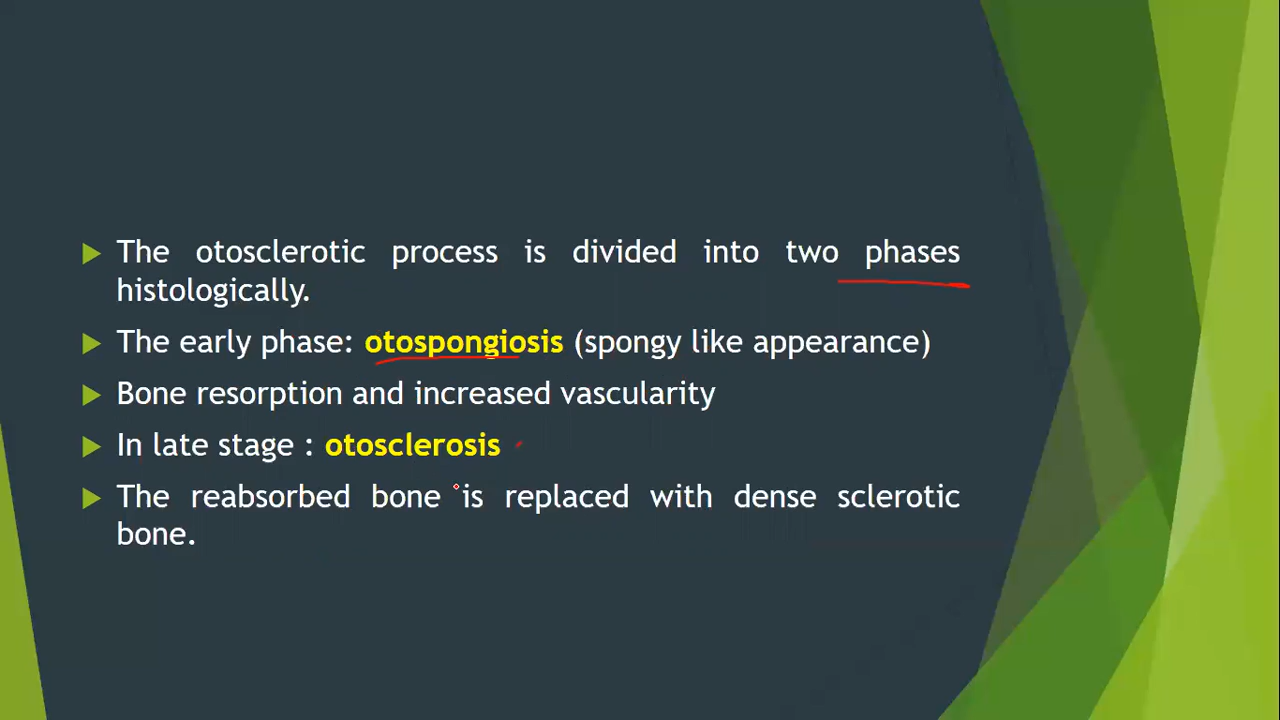 The otosclerotic process is divided into two phases
histologically.
The early phase: otospongiosis (spongy like appearance)
Bone resorption and increased vascularity
In late stage : otosclerosis
The reabsorbed bone is replaced with dense sclerotic
bone.